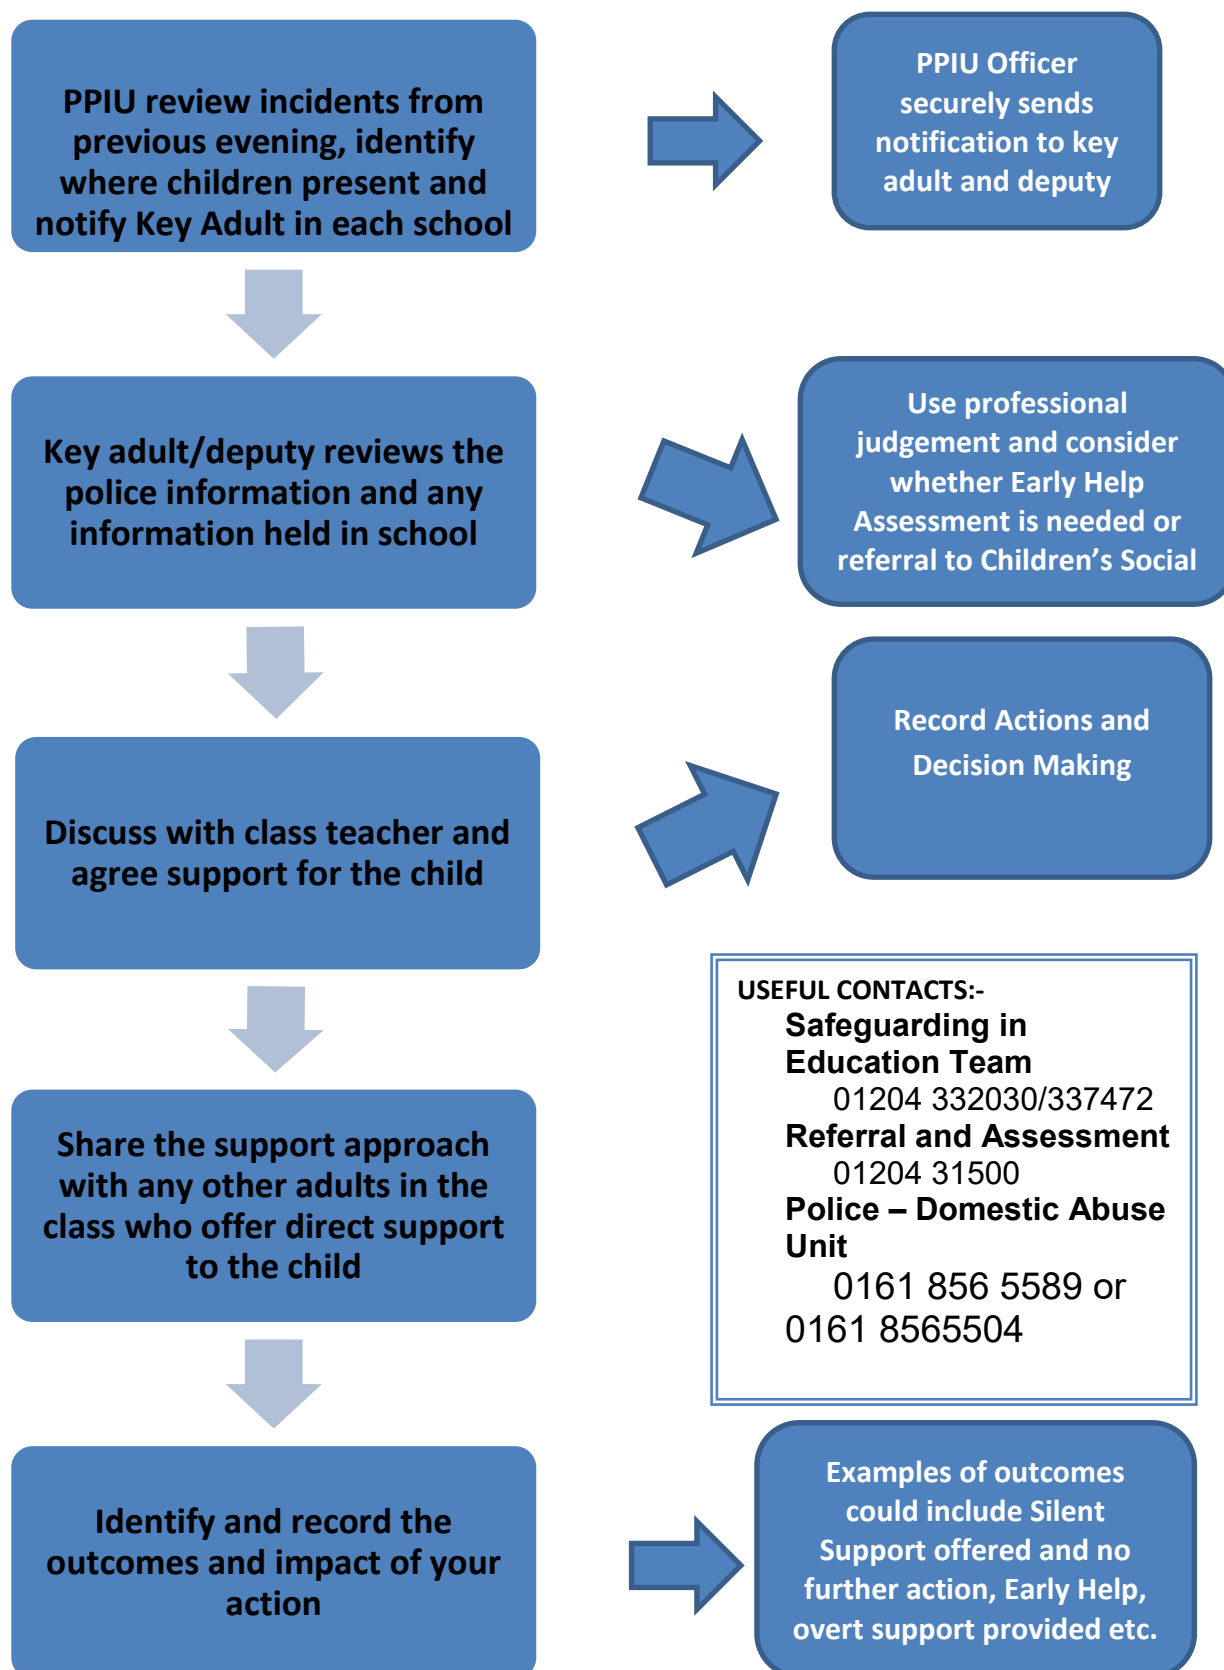 PPIU review incidents from
previous evening, identify
where children present and
notify Key Adult in each school
PPIU Officer
securely sends
notification to key
adult and deputy
Key adult/deputy reviews the
police information and any
information held in school
Use professional
judgement and consider
whether Early Help
Assessment is needed or
referral to Children’s Social
Discuss with class teacher and
agree support for the child
Record Actions and
Decision Making
Share the support approach
with any other adults in the
class who offer direct support
to the child
USEFUL CONTACTS:-
Safeguarding in
Education Team
01204 332030/337472
Referral and Assessment
01204 31500
Police – Domestic Abuse
Unit
0161 856 5589 or
0161 8565504
Identify and record the
outcomes and impact of your
action
Examples of outcomes
could include Silent
Support offered and no
further action, Early Help,
overt support provided etc.